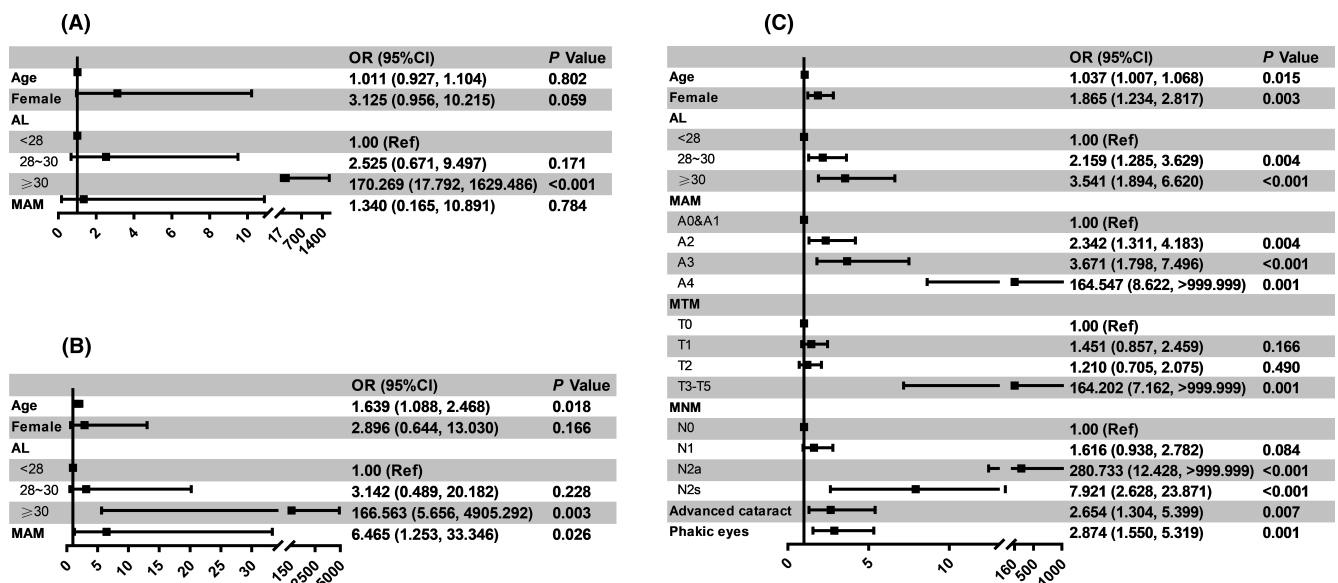 (A)
OR (95%CI) P Value
Age 1.011 (0.927, 1.104) 0.802
Female 3.125 (0.956, 10.215) 0.059
AL
<28 1.00 (Ref)
28~30 2.525 (0.671, 9.497) 0.171
≥30 170.269 (17.792, 1629.486) <0.001
MAM 1.340 (0.165, 10.891) 0.784
0 2 4 6 8 10 17 700 1400
(B)
OR (95%CI) P Value
Age 1.639 (1.088, 2.468) 0.018
Female 2.896 (0.644, 13.030) 0.166
AL
<28 1.00 (Ref)
28~30 3.142 (0.489, 20.182) 0.228
≥30 166.563 (5.656, 4905.292) 0.003
MAM 6.465 (1.253, 33.346) 0.026
0 5 10 15 20 25 30 150 2500 5000
(C)
OR (95%CI) P Value
Age 1.037 (1.007, 1.068) 0.015
Female 1.865 (1.234, 2.817) 0.003
AL
<28 1.00 (Ref)
28~30 2.159 (1.285, 3.629) 0.004
≥30 3.541 (1.894, 6.620) <0.001
MAM
A0&A1 1.00 (Ref)
A2 2.342 (1.311, 4.183) 0.004
A3 3.671 (1.798, 7.496) <0.001
A4 164.547 (8.622, >999.999) 0.001
MTM
T0 1.00 (Ref)
T1 1.451 (0.857, 2.459) 0.166
T2 1.210 (0.705, 2.075) 0.490
T3-T5 164.202 (7.162, >999.999) 0.001
MNM
N0 1.00 (Ref)
N1 1.616 (0.938, 2.782) 0.084
N2a 280.733 (12.428, >999.999) <0.001
N2s 7.921 (2.628, 23.871) <0.001
Advanced cataract 2.654 (1.304, 5.399) 0.007
Phakic eyes 2.874 (1.550, 5.319) 0.001
0 5 10 160 500 1000